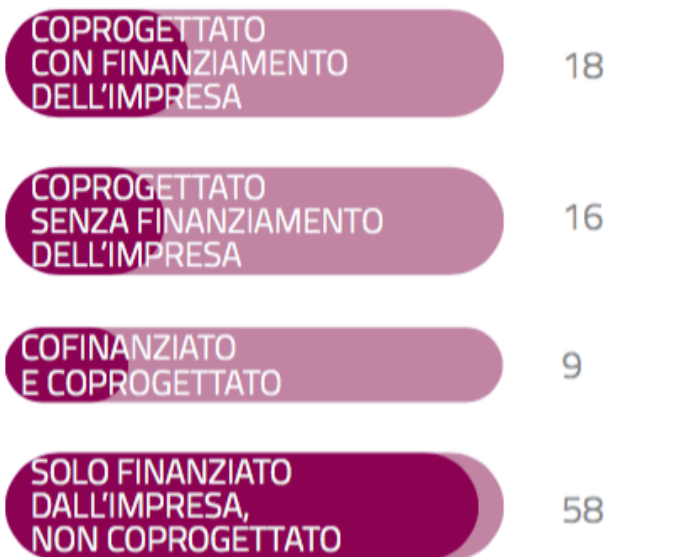 COPROGETTATO
CON FINANZIAMENTO
DELL'IMPRESA
18
COPROGETTATO
SENZA FINANZIAMENTO
DELL'IMPRESA
16
COFINANZIATO
E COPROGETTATO
9
SOLO FINANZIATO
DALL'IMPRESA,
NON COPROGETTATO
58